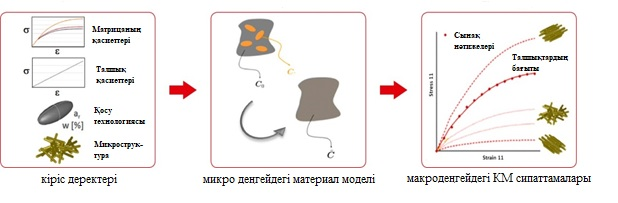 σ
ε
Матрицаның
қасиеттері
σ
ε
Талшық
қасиеттері
a,
w [%]
Қосу
технологиясы
Микрострук-
тура
кіріс деректері
C₀
C
микро деңгейдегі материал моделі
Stress 11
Strain 11
Сынақ
нәтижелері
Талшықтардың
бағыты
макродеңгейдегі КМ сипаттамалары